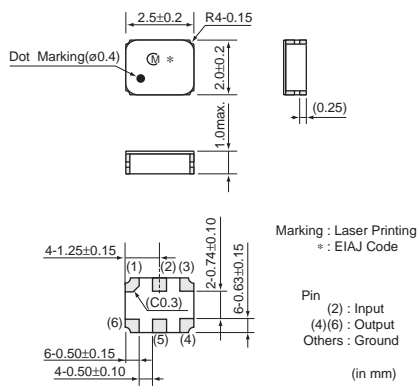 2.5±0.2
R4-0.15
Dot Marking(ø0.4)
M *
2.0±0.2
(0.25)
1.0max.
Marking : Laser Printing
* : EIAJ Code
4-1.25±0.15
(1) (2) (3)
(C0.3)
2-0.74±0.10
6-0.63±0.15
(6) (5) (4)
6-0.50±0.15
4-0.50±0.10
Pin
(2) : Input
(4)(6) : Output
Others : Ground
(in mm)